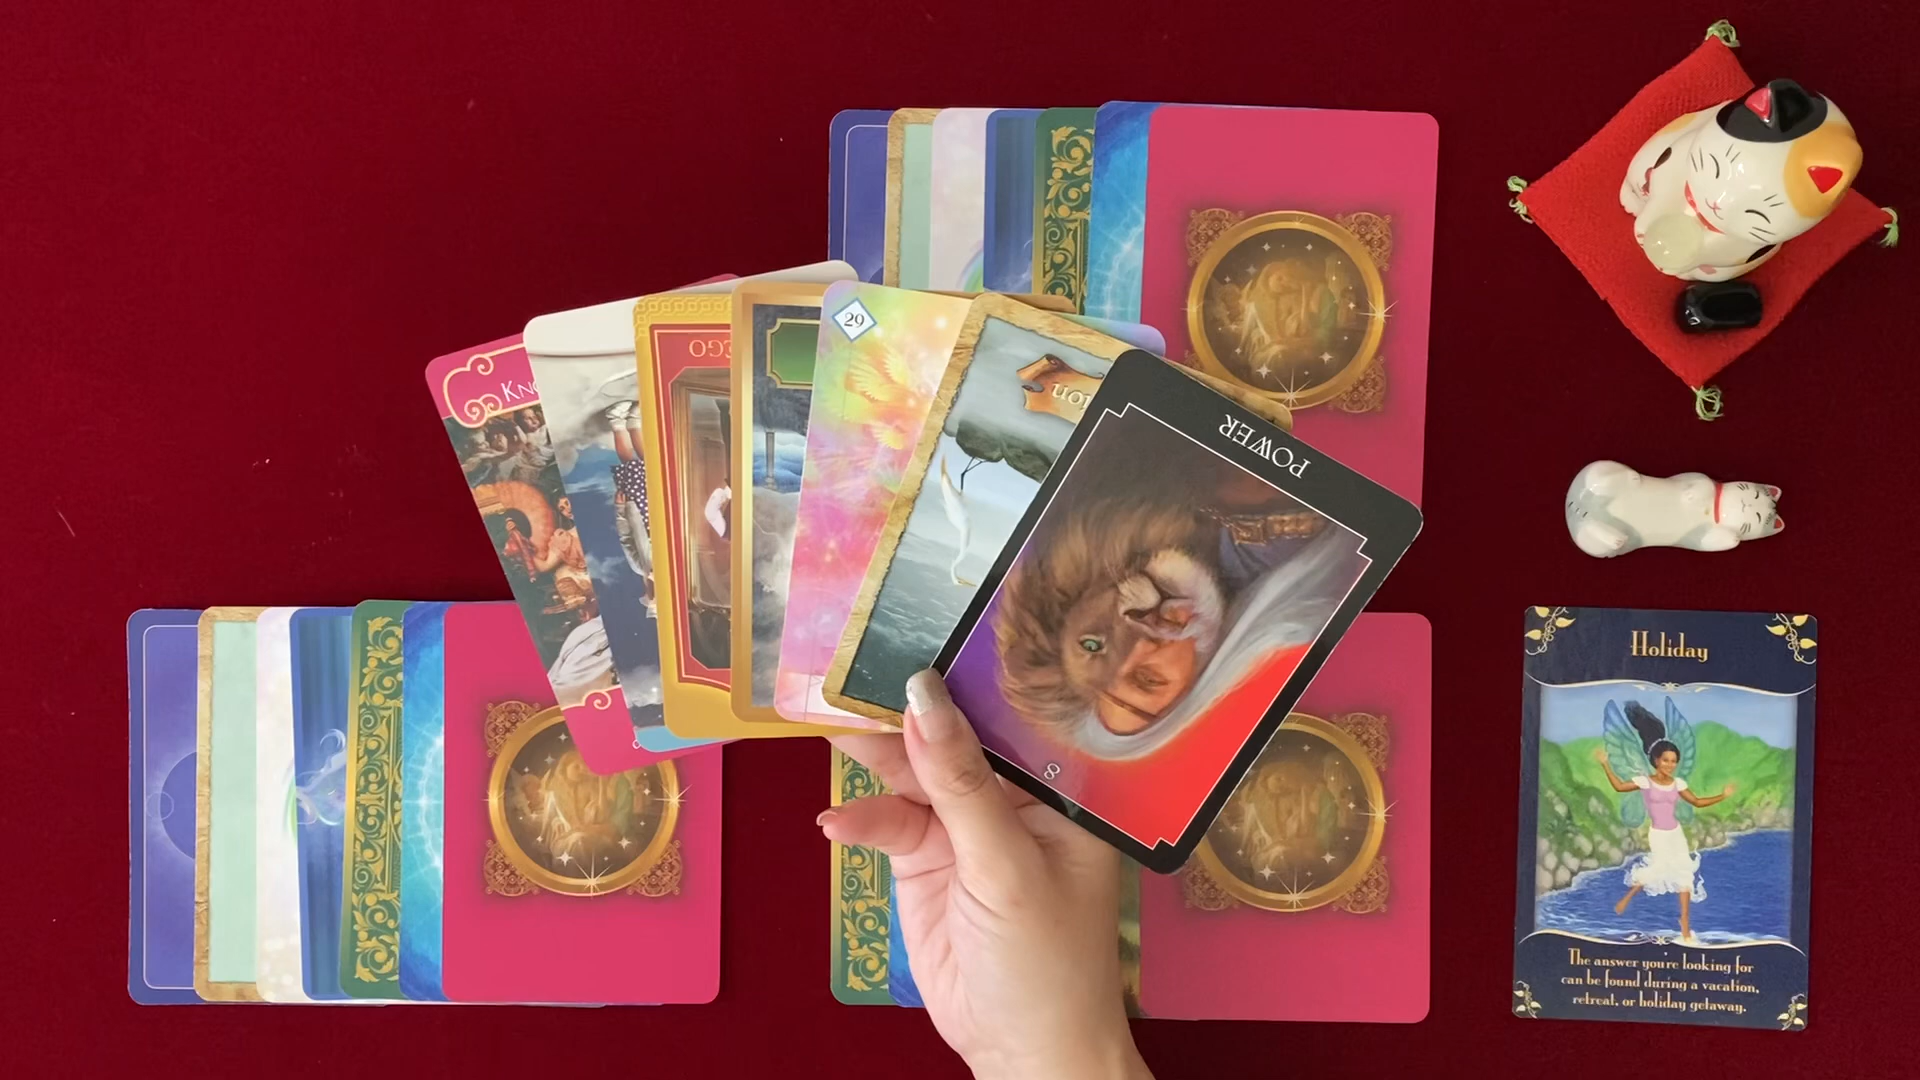 29
EGO
POWER
8
Holiday
The answer you're looking for
can be found during a vacation,
retreat, or holiday getaway.